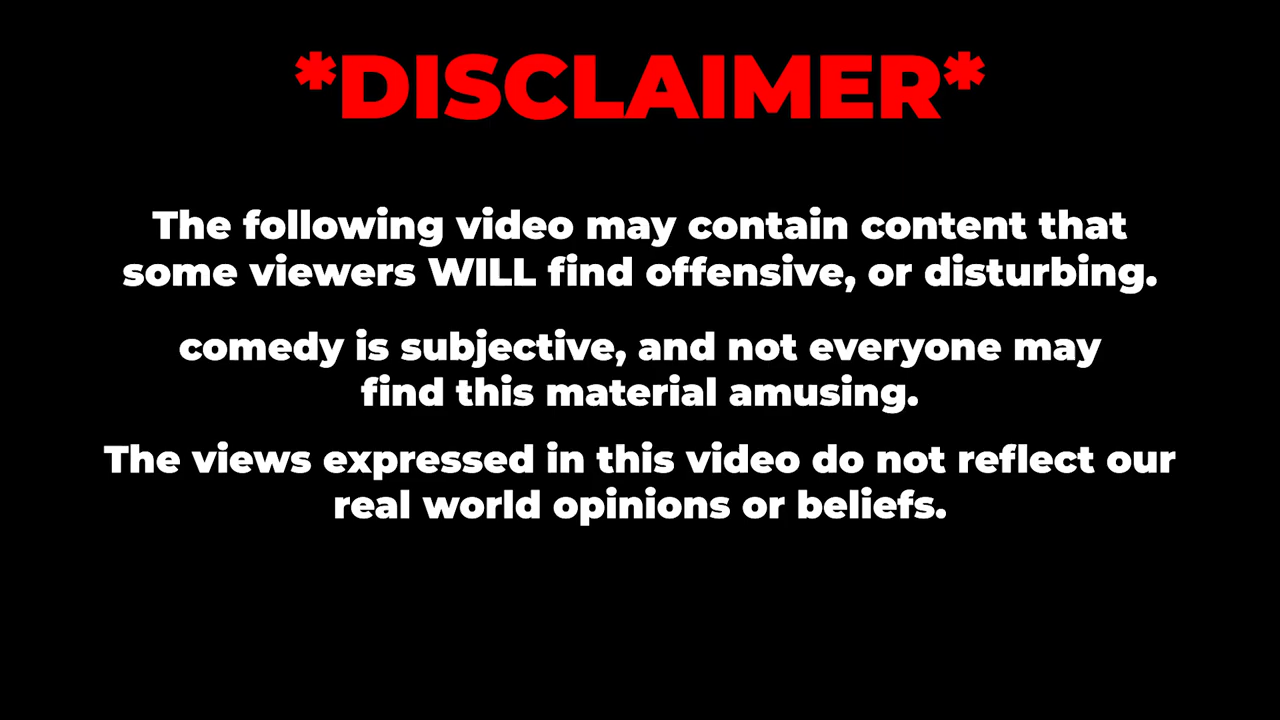 *DISCLAIMER*
The following video may contain content that
some viewers WILL find offensive, or disturbing.
comedy is subjective, and not everyone may
find this material amusing.
The views expressed in this video do not reflect our
real world opinions or beliefs.